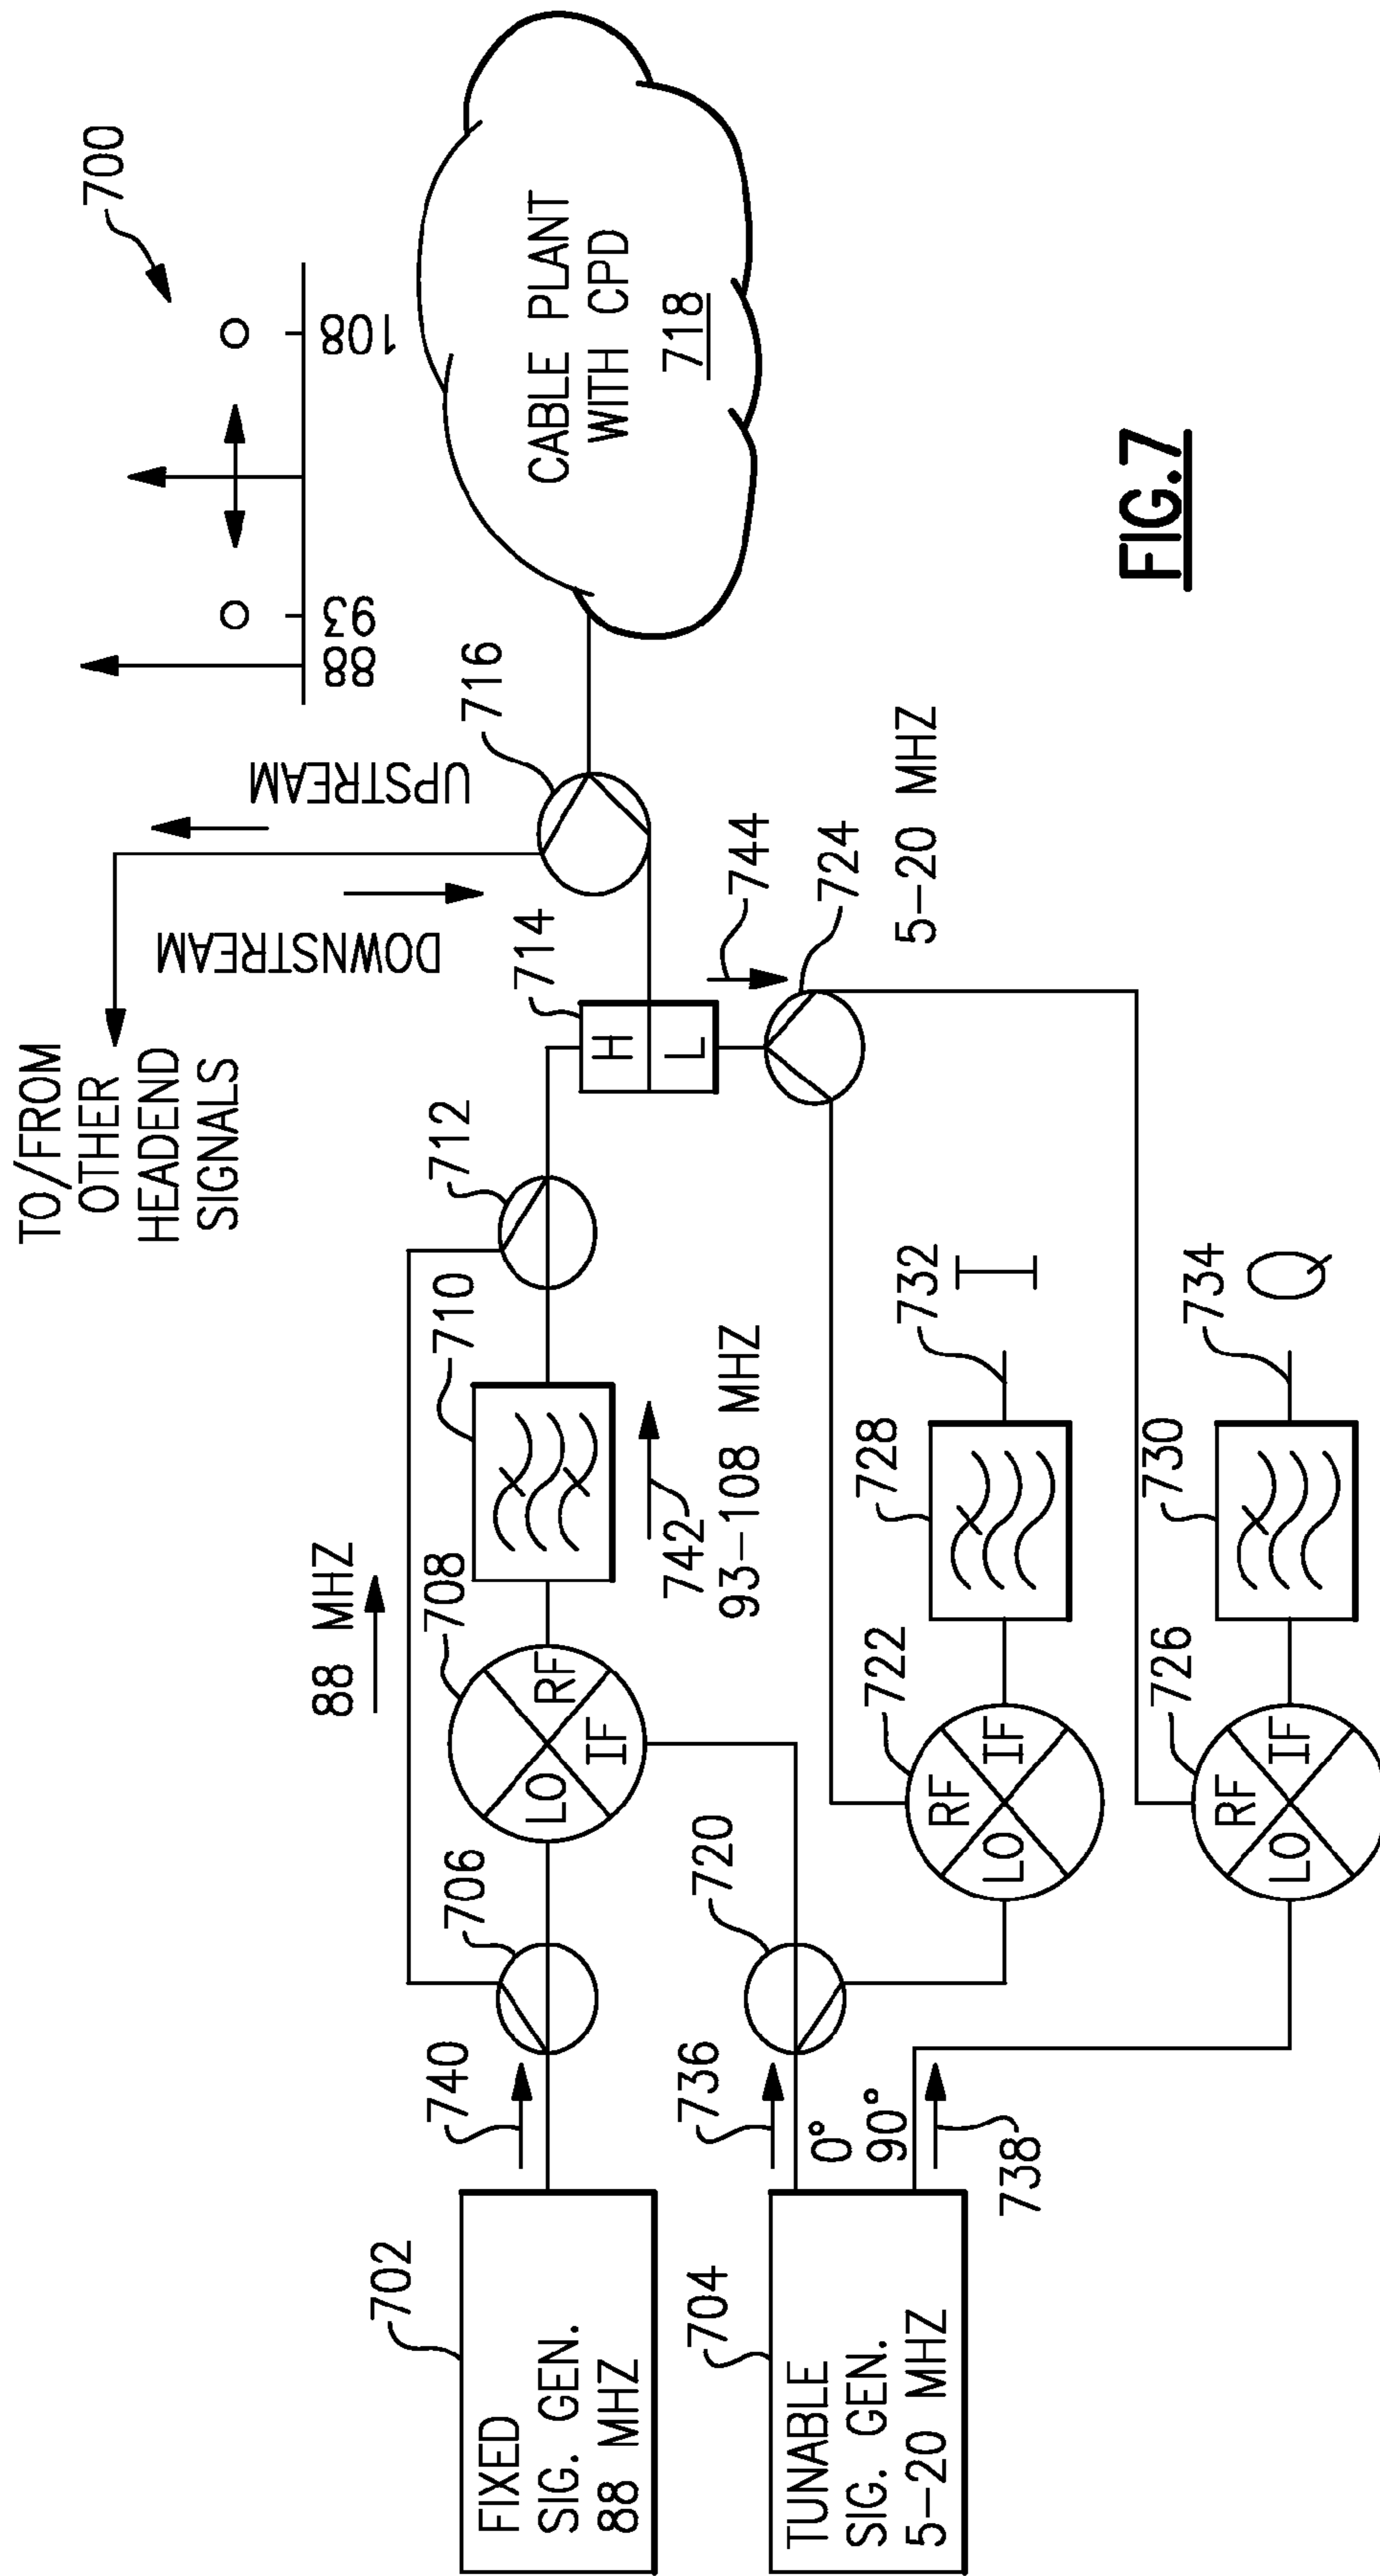 700
88
93
108
TO/FROM
OTHER
HEADEND
SIGNALS
UPSTREAM
DOWNSTREAM
716
CABLE PLANT
WITH CPD
718
714
H
L
744
724
5-20 MHZ
712
710
88 MHZ
708
LO
RF
IF
742
93-108 MHZ
706
740
702
FIXED
SIG. GEN.
88 MHZ
704
TUNABLE
SIG. GEN.
5-20 MHZ
736
0°
90°
738
720
722
RF
LO
IF
728
732
I
726
RF
LO
IF
730
734
Q
FIG.7